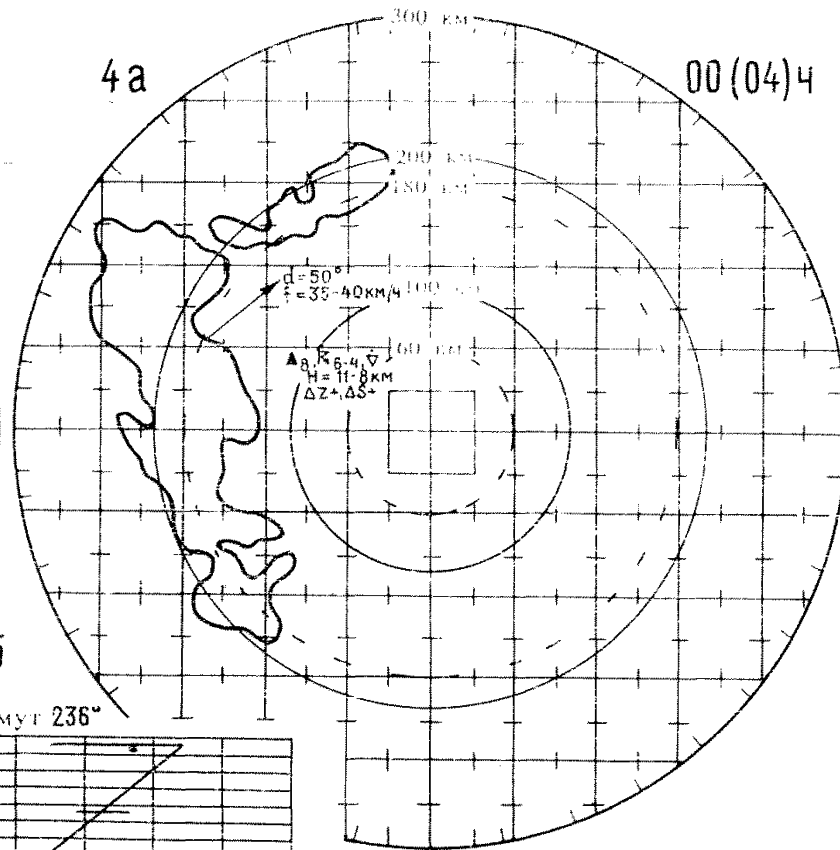 300 км
4а
00(04)ч
200 км
180 км
d=50°
f=35-40км/ч
100 км
60 км
H=11-8км
ΔZ+, ΔS+
236°